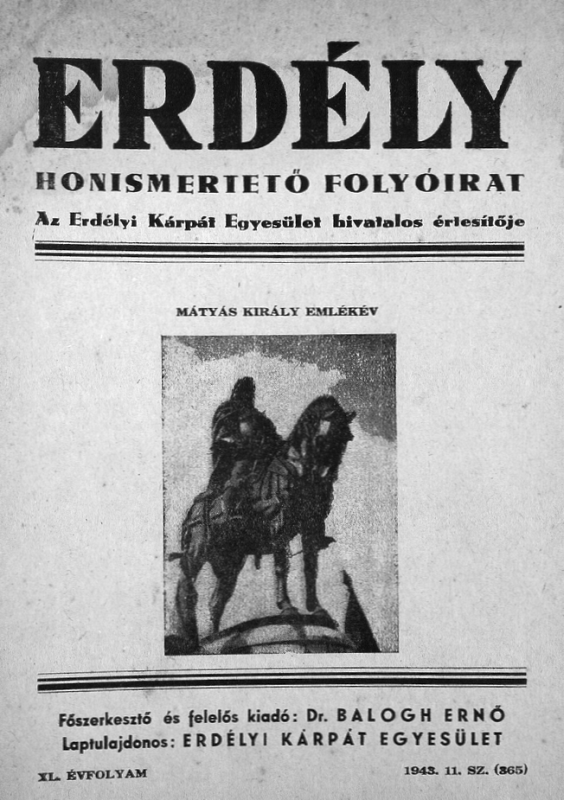 ERDÉLY
HONISMERTETŐ FOLYÓIRAT
Az Erdélyi Kárpát Egyesület hivatalos értesítője
MÁTYÁS KIRÁLY EMLÉKÉV
Főszerkesztő és felelős kiadó: Dr. BALOGH ERNŐ
Laptulajdonos: ERDÉLYI KÁRPÁT EGYESÜLET
XL. ÉVFOLYAM
1943. 11. SZ. (365)